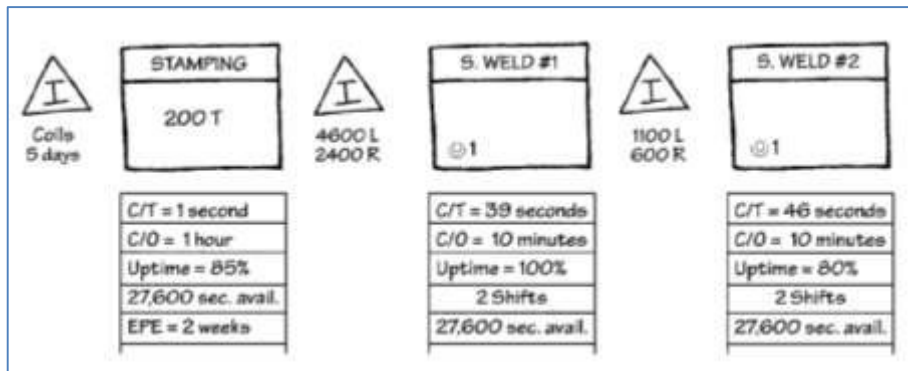 STAMPING
200 T
I
Coils
5 days
C/T = 1 second
C/O = 1 hour
Uptime = 85%
27,600 sec. avail.
EPE = 2 weeks
I
4600 L
2400 R
S. WELD #1
1
C/T = 39 seconds
C/O = 10 minutes
Uptime = 100%
2 Shifts
27,600 sec. avail.
I
1100 L
600 R
S. WELD #2
1
C/T = 46 seconds
C/O = 10 minutes
Uptime = 80%
2 Shifts
27,600 sec. avail.